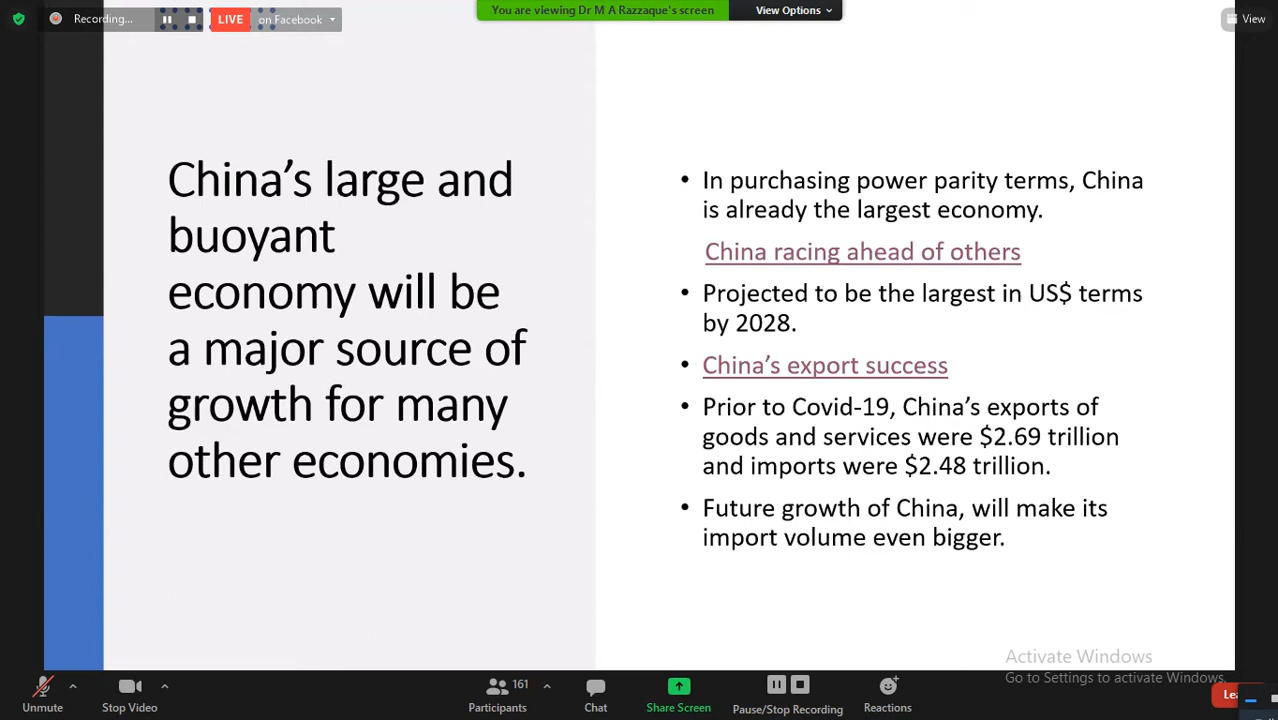 Recording...
LIVE
on Facebook
You are viewing Dr M A Razzaque's screen
View Options
View
China's large and
buoyant
economy will be
a major source of
growth for many
other economies.
• In purchasing power parity terms, China
is already the largest economy.
China racing ahead of others
• Projected to be the largest in US$ terms
by 2028.
• China's export success
• Prior to Covid-19, China's exports of
goods and services were $2.69 trillion
and imports were $2.48 trillion.
• Future growth of China, will make its
import volume even bigger.
Activate Windows
Go to Settings to activate Windows.
Unmute
Stop Video
161
Participants
Chat
Share Screen
Pause/Stop Recording
Reactions